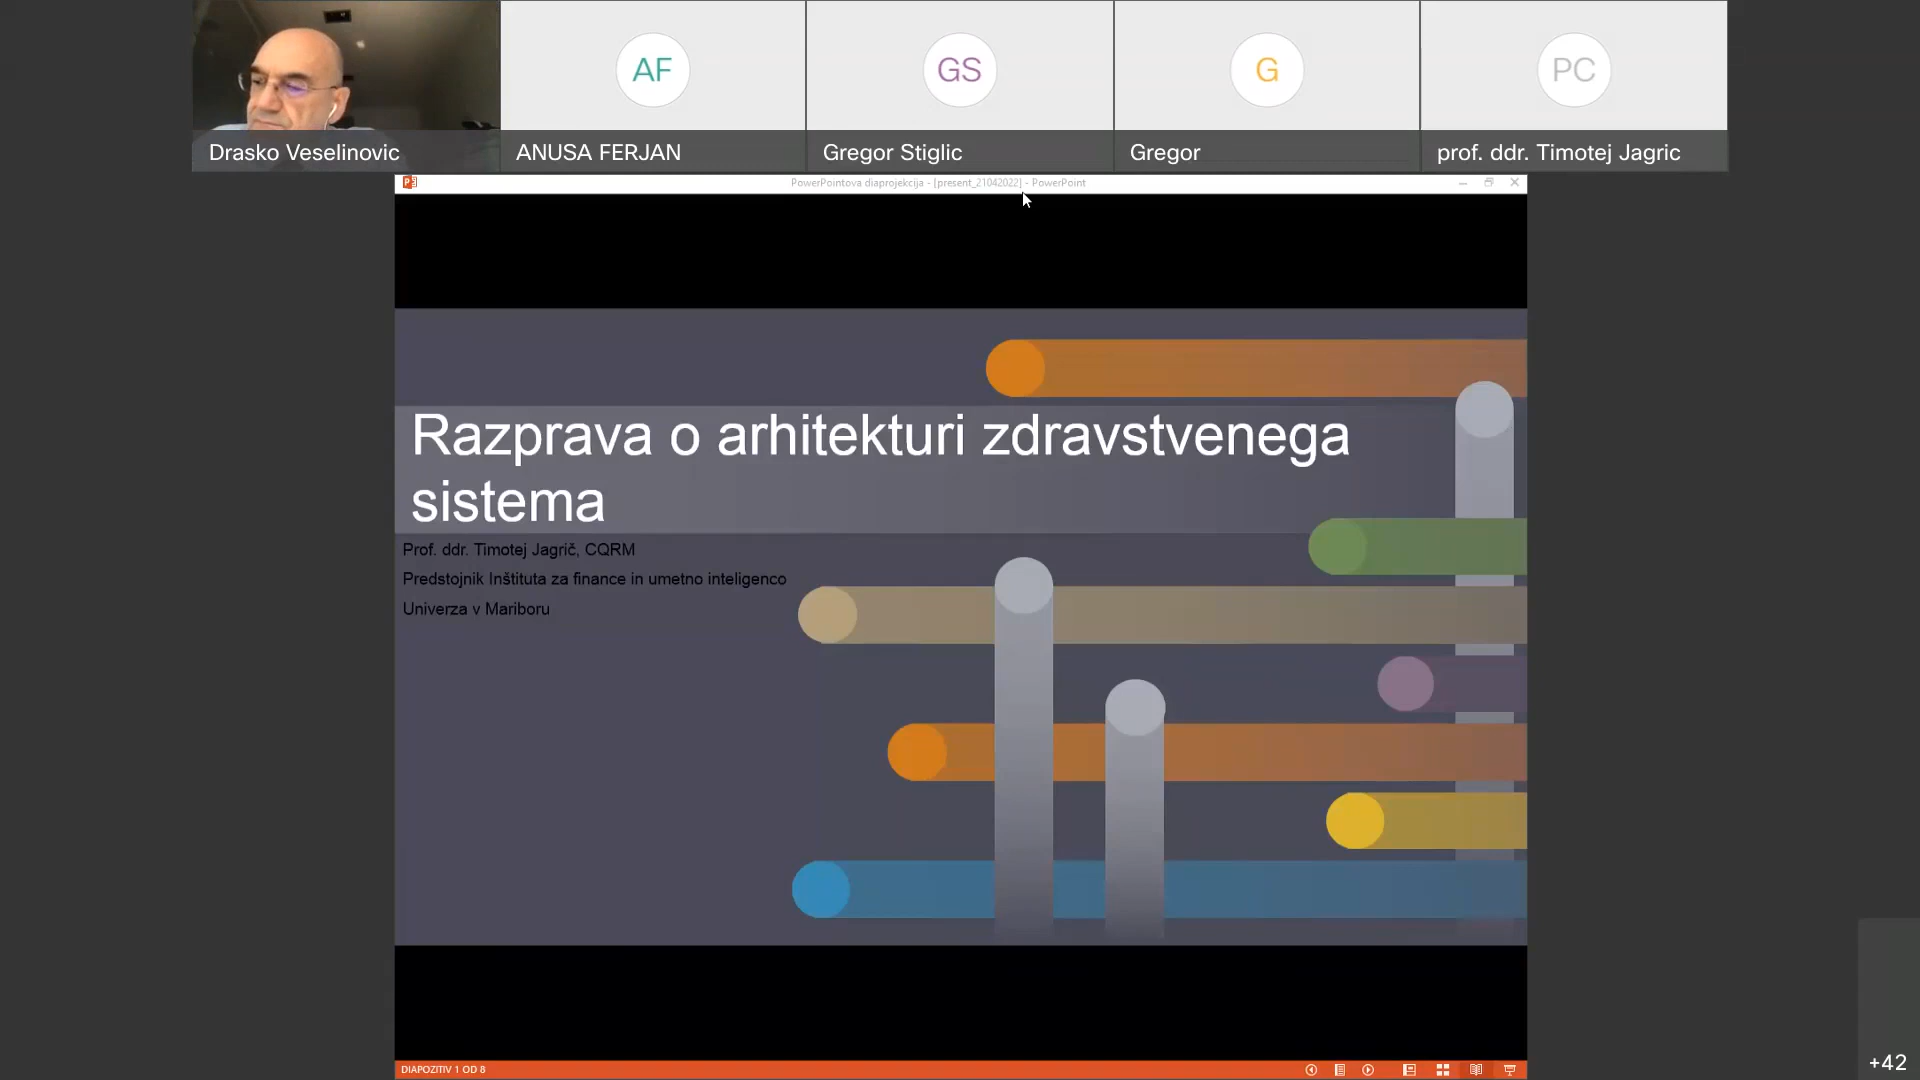 AF
GS
G
PC
Drasko Veselinovic
ANUSA FERJAN
Gregor Stiglic
Gregor
prof. ddr. Timotej Jagric
PowerPointova diaprojekcija - [present_21042022] - PowerPoint
Razprava o arhitekturi zdravstvenega
sistema
Prof. ddr. Timotej Jagrič, CQRM
Predstojnik Inštituta za finance in umetno inteligenco
Univerza v Mariboru
DIAPOZITIV 1 OD 8
+42